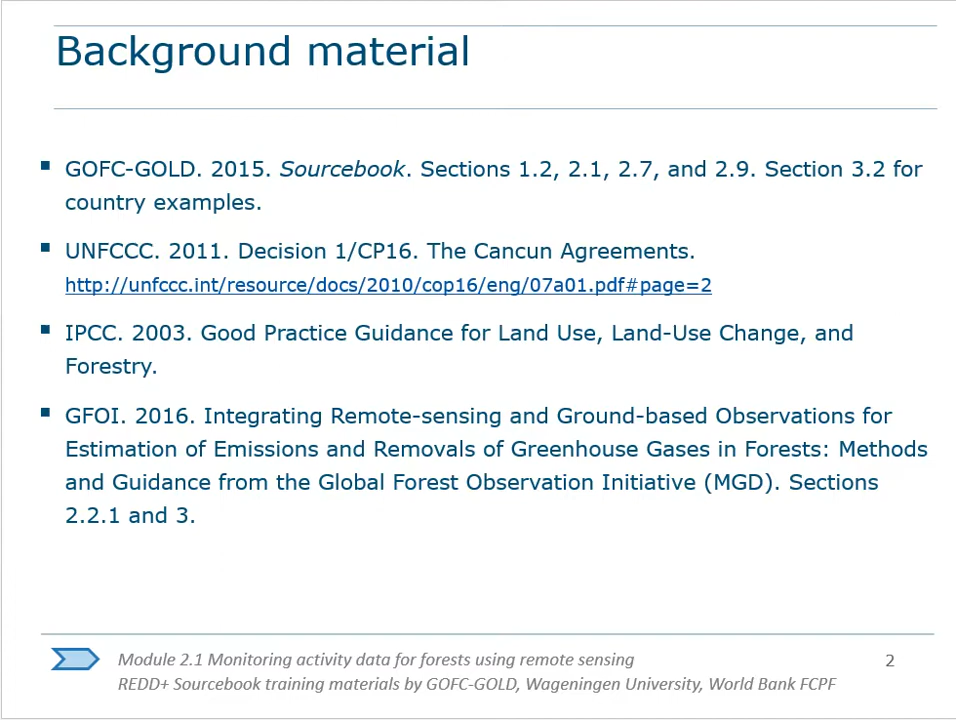 Background material
GOFC-GOLD. 2015. Sourcebook. Sections 1.2, 2.1, 2.7, and 2.9. Section 3.2 for
country examples.
UNFCCC. 2011. Decision 1/CP16. The Cancun Agreements.
http://unfccc.int/resource/docs/2010/cop16/eng/07a01.pdf#page=2
IPCC. 2003. Good Practice Guidance for Land Use, Land-Use Change, and
Forestry.
GFOI. 2016. Integrating Remote-sensing and Ground-based Observations for
Estimation of Emissions and Removals of Greenhouse Gases in Forests: Methods
and Guidance from the Global Forest Observation Initiative (MGD). Sections
2.2.1 and 3.
Module 2.1 Monitoring activity data for forests using remote sensing
REDD+ Sourcebook training materials by GOFC-GOLD, Wageningen University, World Bank FCPF
2